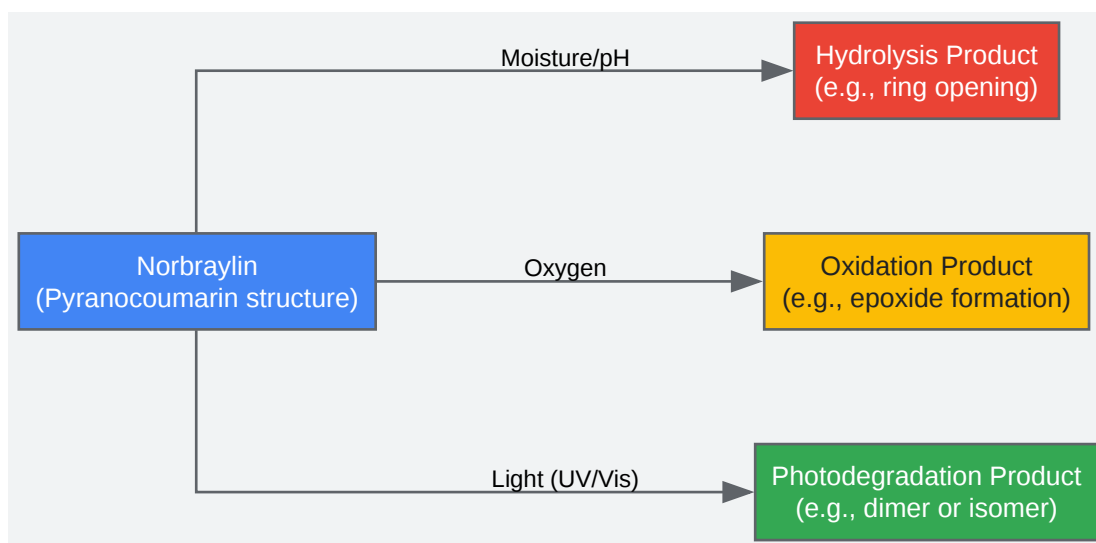 Moisture/pH
Hydrolysis Product
(e.g., ring opening)
Norbraylin
(Pyranocoumarin structure)
Oxygen
Oxidation Product
(e.g., epoxide formation)
Light (UV/Vis)
Photodegradation Product
(e.g., dimer or isomer)